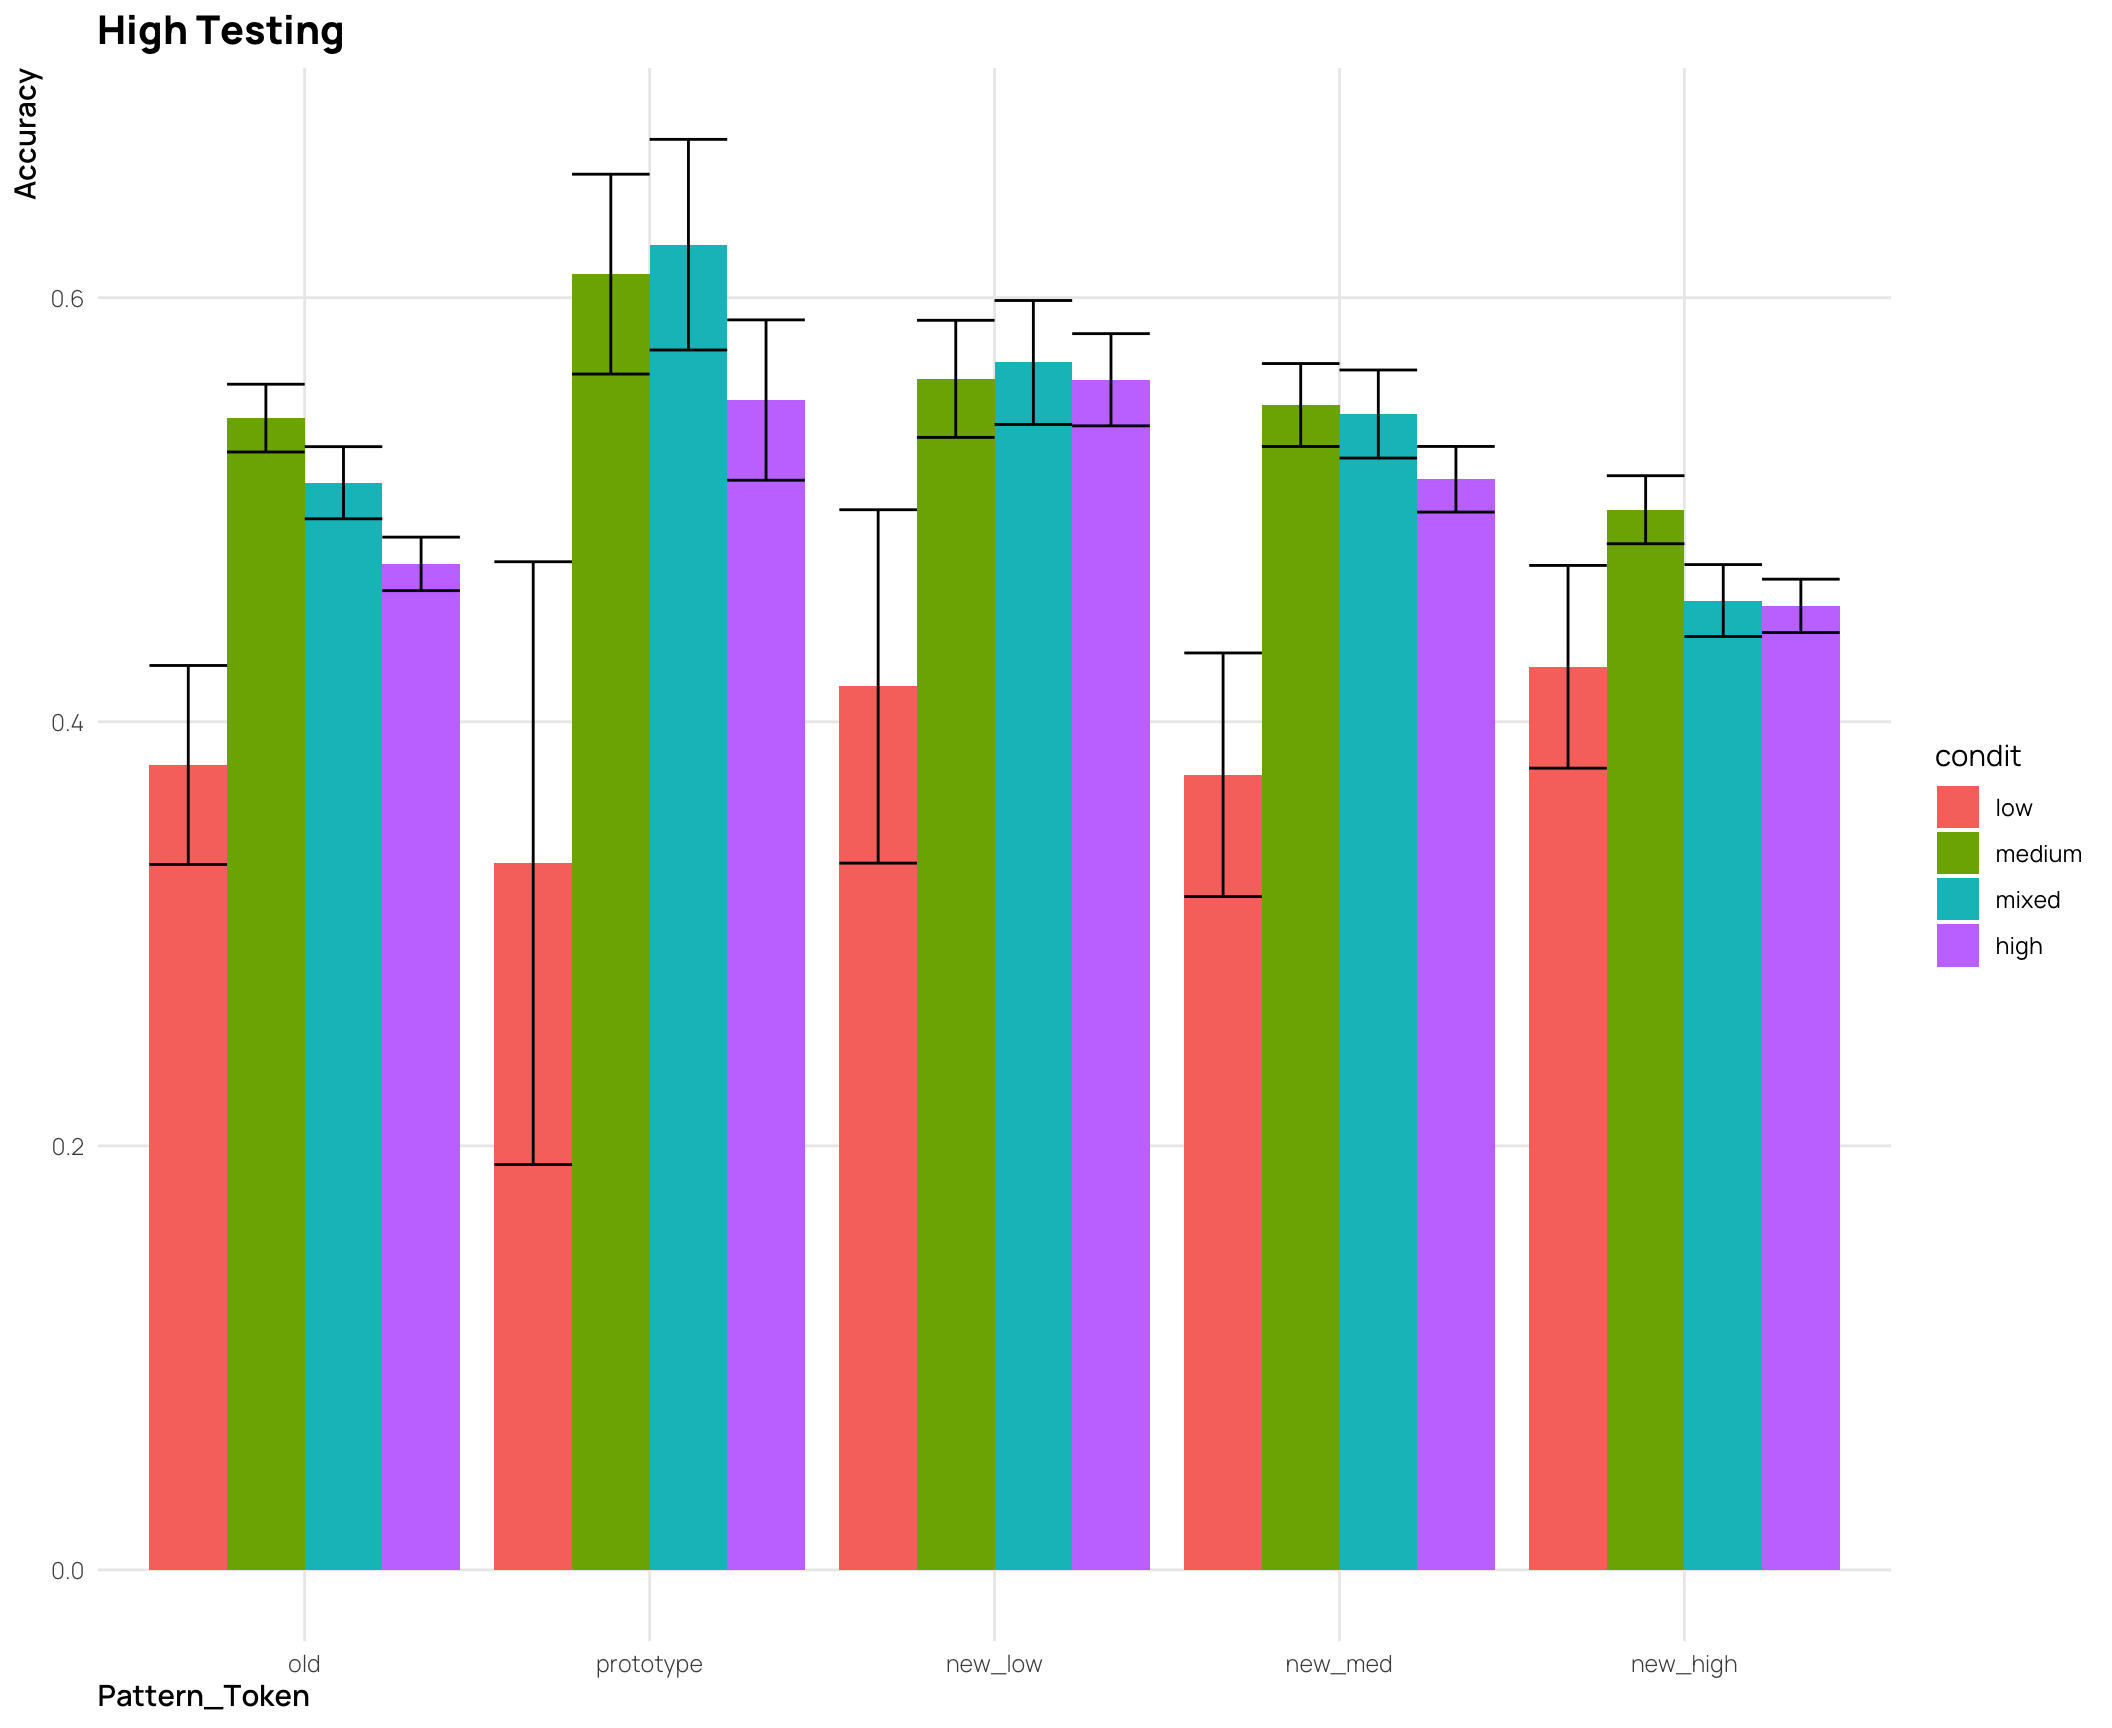 High Testing
Accuracy
0.6
0.4
0.2
0.0
old
prototype
new_low
new_med
new_high
Pattern_Token
condit
low
medium
mixed
high